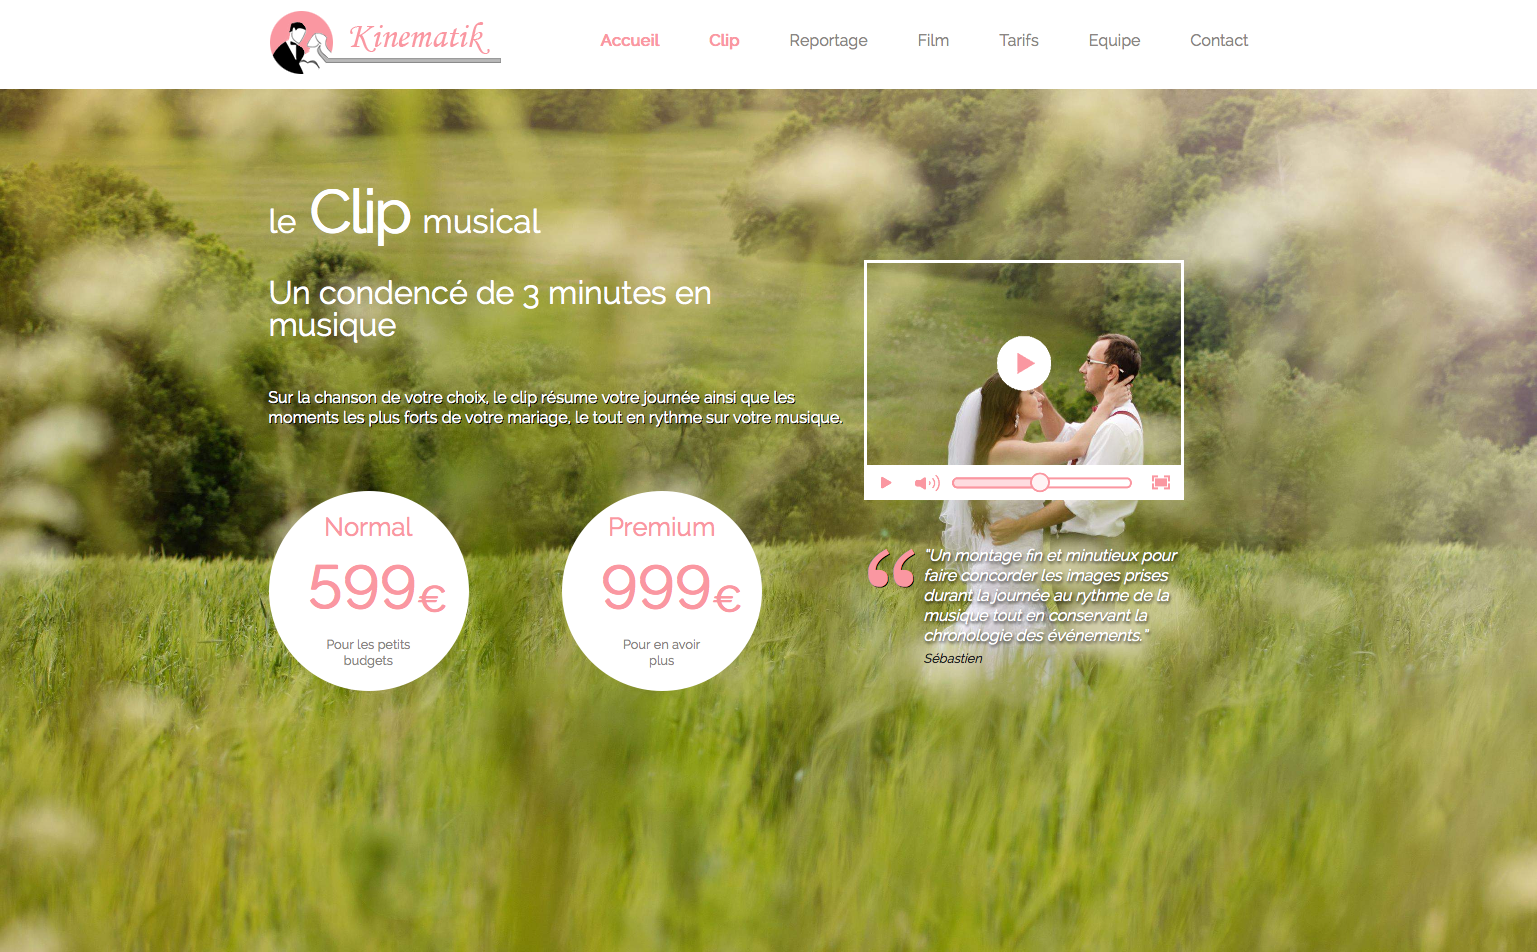 Kinematik
Accueil Clip Reportage Film Tarifs Equipe Contact
le Clip musical
Un condencé de 3 minutes en
musique
Sur la chanson de votre choix, le clip résume votre journée ainsi que les
moments les plus forts de votre mariage, le tout en rythme sur votre musique.
Normal
599€
Pour les petits
budgets
Premium
999€
Pour en avoir
plus
“
"Un montage fin et minutieux pour
faire concorder les images prises
durant la journée au rythme de la
musique tout en conservant la
chronologie des événements."
Sébastien